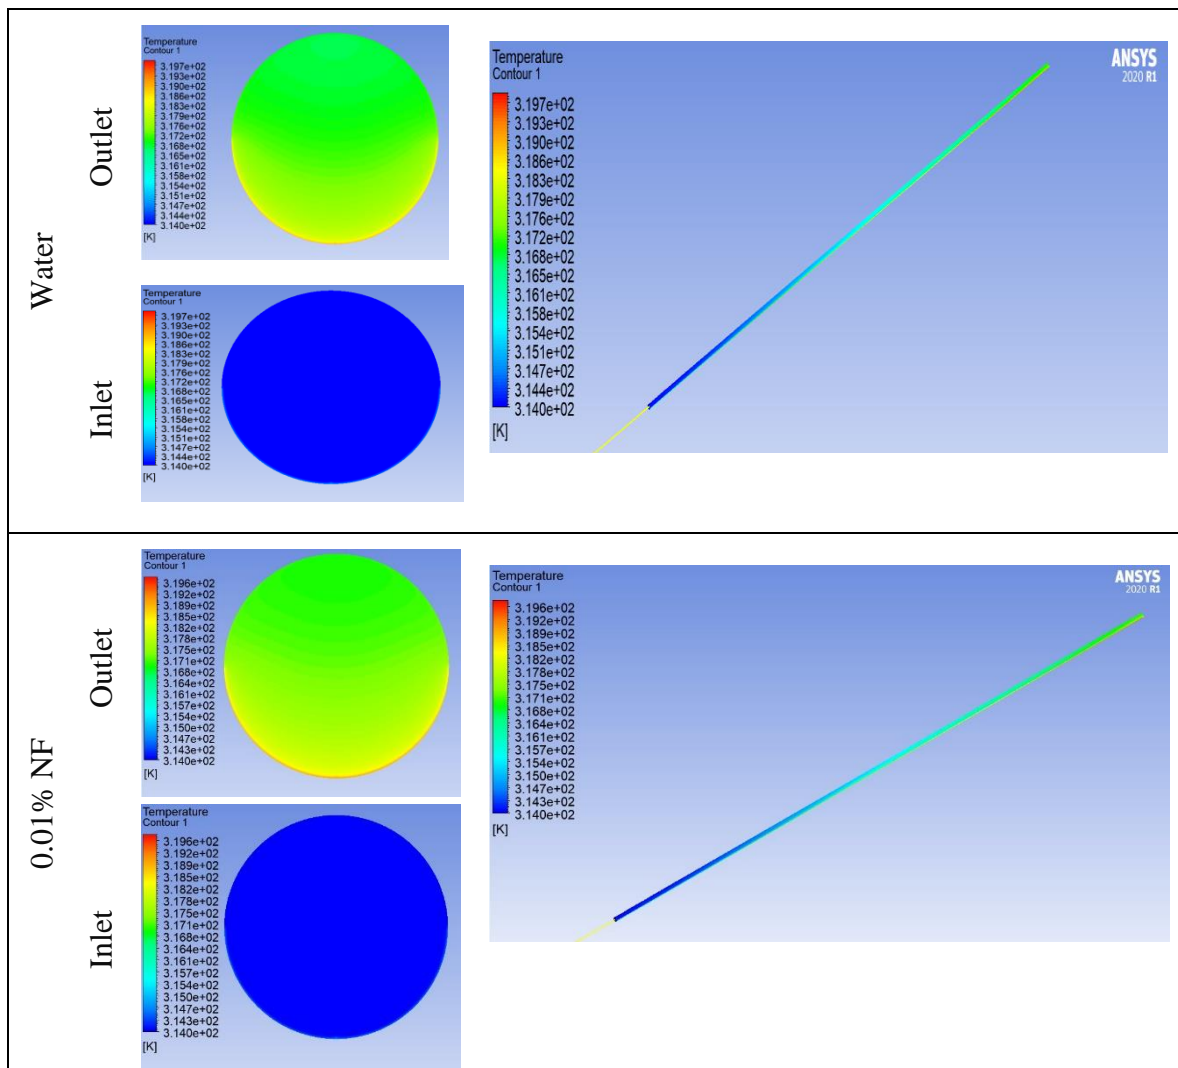 Water
Outlet
Temperature
Contour 1
3.197e+02
3.193e+02
3.190e+02
3.186e+02
3.183e+02
3.179e+02
3.176e+02
3.172e+02
3.168e+02
3.165e+02
3.161e+02
3.158e+02
3.154e+02
3.151e+02
3.147e+02
3.144e+02
3.140e+02
[K]
Inlet
Temperature
Contour 1
3.197e+02
3.193e+02
3.190e+02
3.186e+02
3.183e+02
3.179e+02
3.176e+02
3.172e+02
3.168e+02
3.165e+02
3.161e+02
3.158e+02
3.154e+02
3.151e+02
3.147e+02
3.144e+02
3.140e+02
[K]
Temperature
Contour 1
3.197e+02
3.193e+02
3.190e+02
3.186e+02
3.183e+02
3.179e+02
3.176e+02
3.172e+02
3.168e+02
3.165e+02
3.161e+02
3.158e+02
3.154e+02
3.151e+02
3.147e+02
3.144e+02
3.140e+02
[K]
ANSYS
2020 R1
0.01% NF
Outlet
Temperature
Contour 1
3.196e+02
3.192e+02
3.189e+02
3.185e+02
3.182e+02
3.178e+02
3.175e+02
3.171e+02
3.168e+02
3.164e+02
3.161e+02
3.157e+02
3.154e+02
3.150e+02
3.147e+02
3.143e+02
3.140e+02
[K]
Inlet
Temperature
Contour 1
3.196e+02
3.192e+02
3.189e+02
3.185e+02
3.182e+02
3.178e+02
3.175e+02
3.171e+02
3.168e+02
3.164e+02
3.161e+02
3.157e+02
3.154e+02
3.150e+02
3.147e+02
3.143e+02
3.140e+02
[K]
Temperature
Contour 1
3.196e+02
3.192e+02
3.189e+02
3.185e+02
3.182e+02
3.178e+02
3.175e+02
3.171e+02
3.168e+02
3.164e+02
3.161e+02
3.157e+02
3.154e+02
3.150e+02
3.147e+02
3.143e+02
3.140e+02
[K]
ANSYS
2020 R1